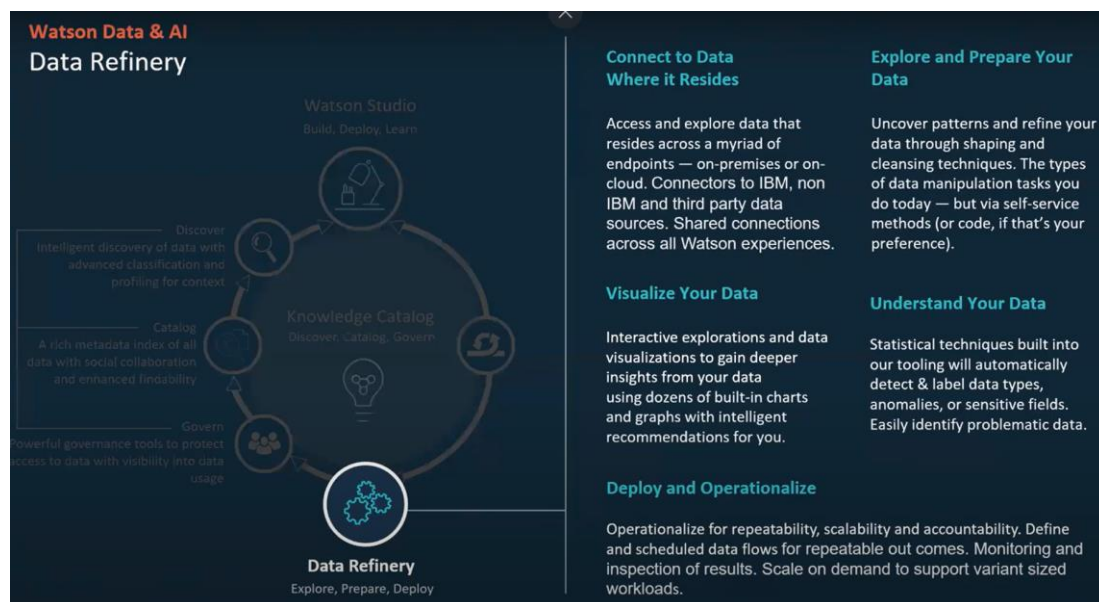 Watson Data & AI
Data Refinery
Watson Studio
Build, Deploy, Learn
Discover
Intelligent discovery of data with
advanced classification and
profiling for context
Catalog
A rich metadata index of all
data with social collaboration
and enhanced findability
Govern
Powerful governance tools to protect
access to data with visibility into data
usage
Knowledge Catalog
Discover, Catalog, Govern
Data Refinery
Explore, Prepare, Deploy
Connect to Data
Where it Resides
Access and explore data that
resides across a myriad of
endpoints — on-premises or on-
cloud. Connectors to IBM, non
IBM and third party data
sources. Shared connections
across all Watson experiences.
Explore and Prepare Your
Data
Uncover patterns and refine your
data through shaping and
cleansing techniques. The types
of data manipulation tasks you
do today — but via self-service
methods (or code, if that's your
preference).
Visualize Your Data
Interactive explorations and data
visualizations to gain deeper
insights from your data
using dozens of built-in charts
and graphs with intelligent
recommendations for you.
Understand Your Data
Statistical techniques built into
our tooling will automatically
detect & label data types,
anomalies, or sensitive fields.
Easily identify problematic data.
Deploy and Operationalize
Operationalize for repeatability, scalability and accountability. Define
and scheduled data flows for repeatable out comes. Monitoring and
inspection of results. Scale on demand to support variant sized
workloads.